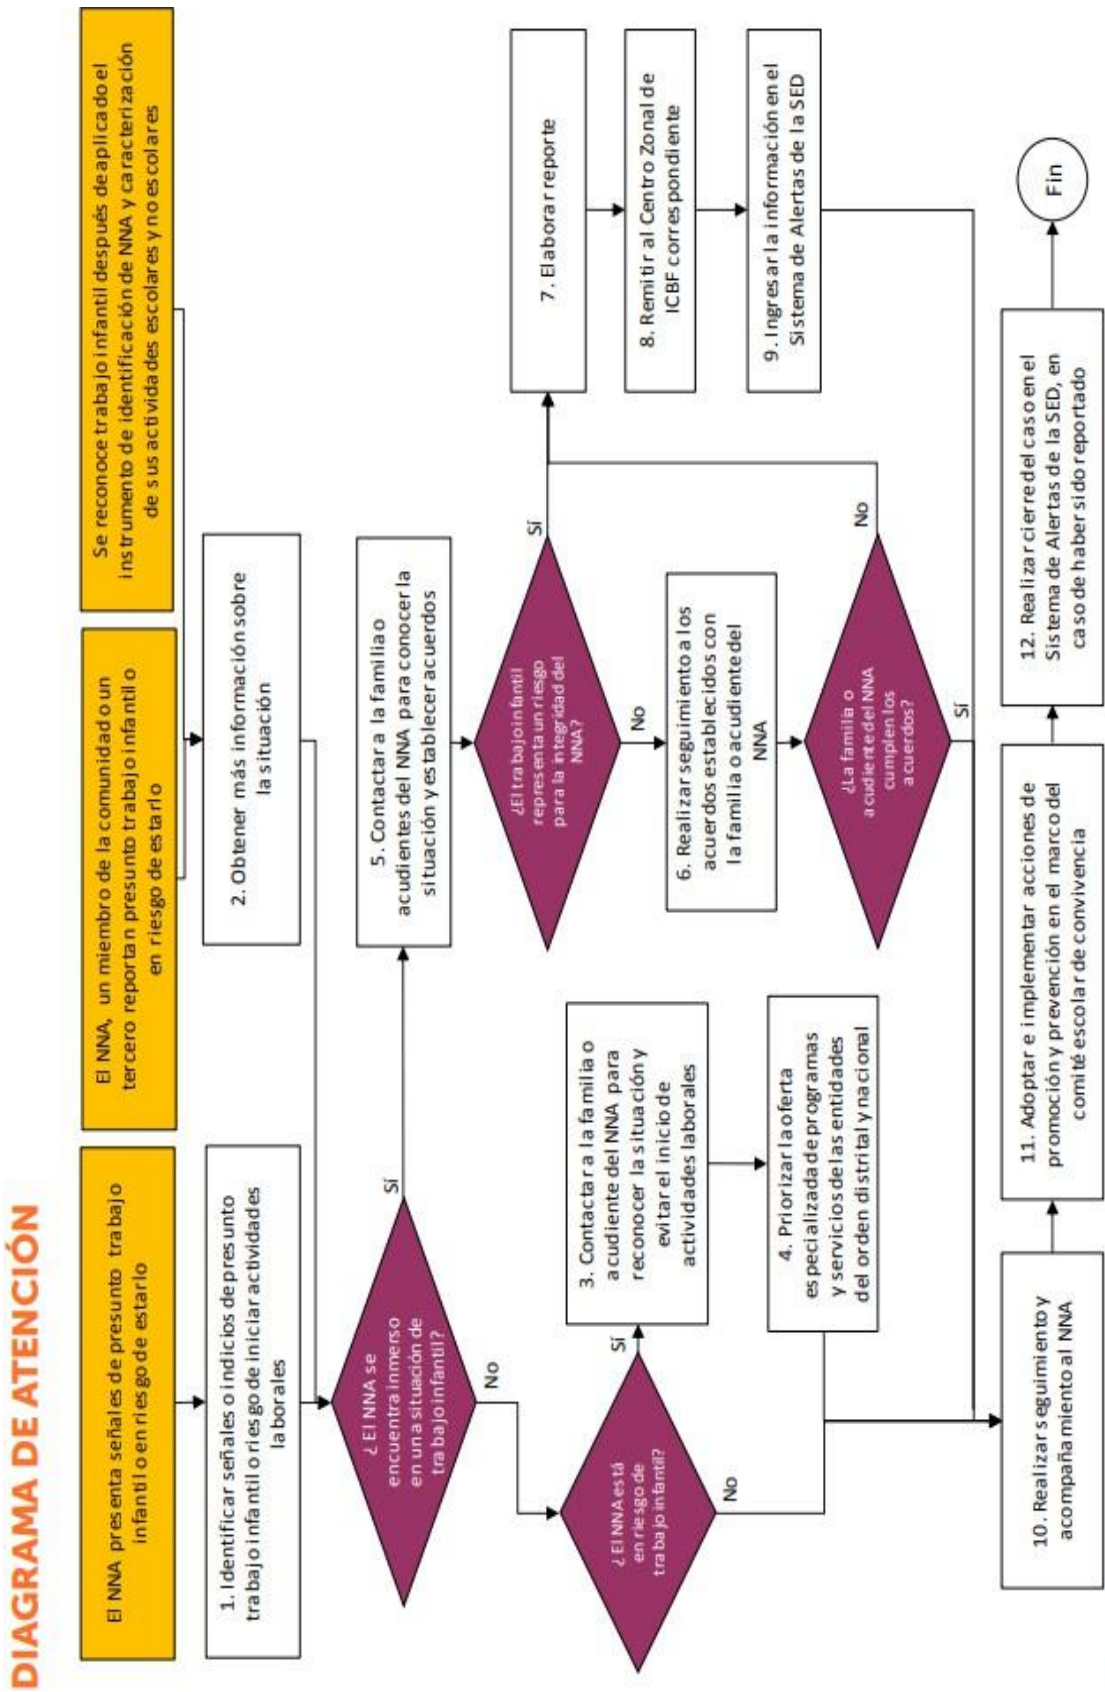 DIAGRAMA DE ATENCIÓN
El NNA presenta señales de presunto trabajo
infantil o en riesgo de estarlo
El NNA, un miembro de la comunidad o un
tercero reportan presunto trabajo infantil o
en riesgo de estarlo
Se reconoce trabajo infantil después de aplicado el
instrumento de identificación de NNA y caracterización
de sus actividades escolares y no escolares
1. Identificar señales o indicios de presunto
trabajo infantil o riesgo de iniciar actividades
laborales
2. Obtener más información sobre
la situación
¿El NNA se
encuentra inmerso
en una situación de
trabajo infantil?
Sí
No
5. Contactar a la familia o
acudientes del NNA para conocer la
situación y establecer acuerdos
¿El trabajo infantil
representa un riesgo
para la integridad del
NNA?
Sí
No
7. Elaborar reporte
8. Remitir al Centro Zonal de
ICBF correspondiente
9. Ingresar la información en el
Sistema de Alertas de la SED
6. Realizar seguimiento a los
acuerdos establecidos con
la familia o acudiente del
NNA
¿La familia o
acudiente del NNA
cumplen los
acuerdos?
No
Sí
¿El NNA está
en riesgo de
trabajo infantil?
Sí
No
3. Contactar a la familia o
acudiente del NNA para
reconocer la situación y
evitar el inicio de
actividades laborales
4. Priorizar la oferta
especializada de programas
y servicios de las entidades
del orden distrital y nacional
10. Realizar seguimiento y
acompañamiento al NNA
11. Adoptar e implementar acciones de
promoción y prevención en el marco del
comité escolar de convivencia
12. Realizar cierre del caso en el
Sistema de Alertas de la SED, en
caso de haber sido reportado
Fin